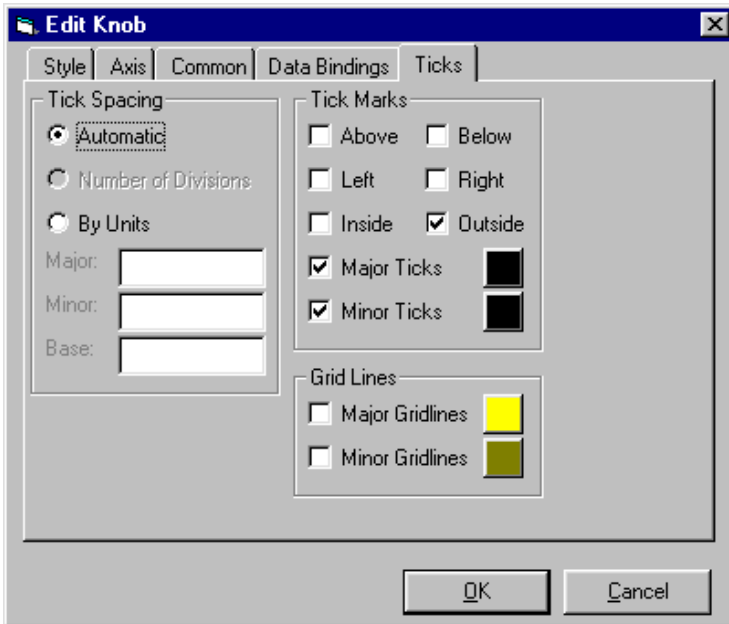 Edit Knob
Style Axis Common Data Bindings Ticks
Tick Spacing
Automatic
Number of Divisions
By Units
Major:
Minor:
Base:
Tick Marks
Above Below
Left Right
Inside Outside
Major Ticks
Minor Ticks
Grid Lines
Major Gridlines
Minor Gridlines
OK Cancel